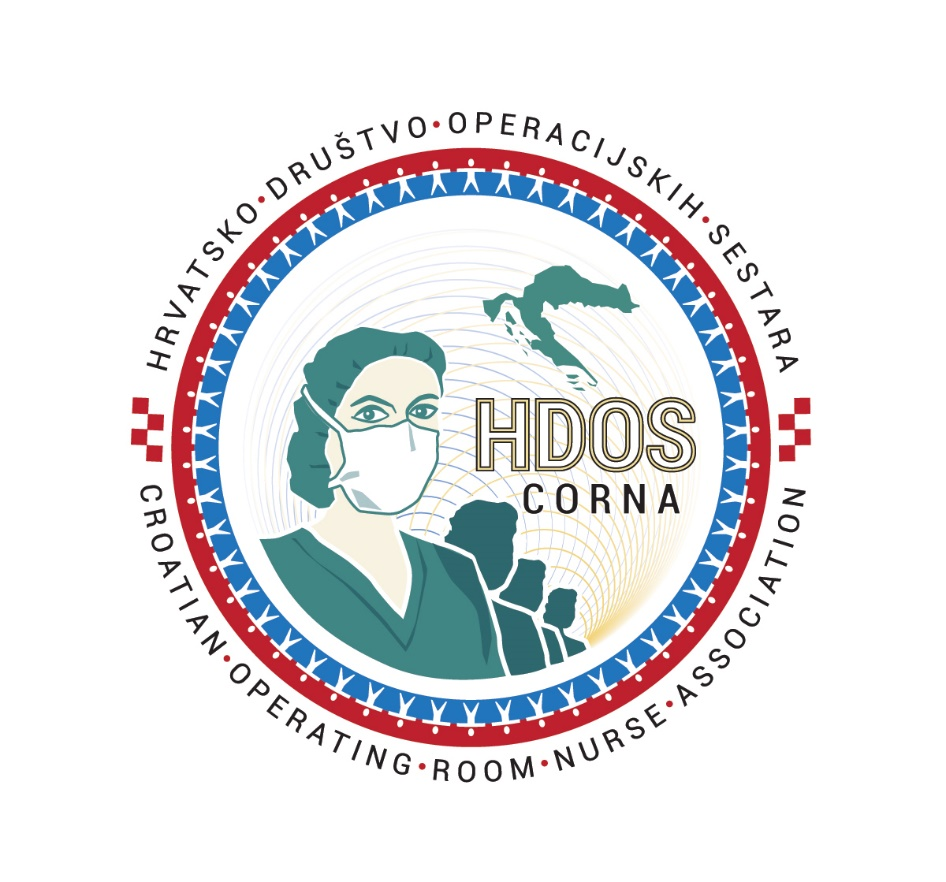 HRVATSKO•DRUŠTVO•OPERACIJSKIH•SESTARA
HDOS
CORNA
CROATIAN•OPERATING•ROOM•NURSE•ASSOCIATION